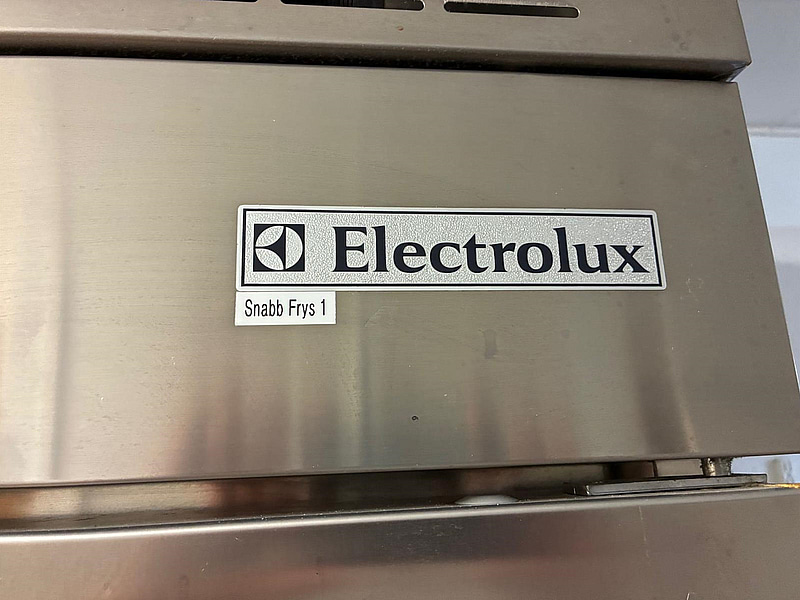 Electrolux
Snabb Frys 1